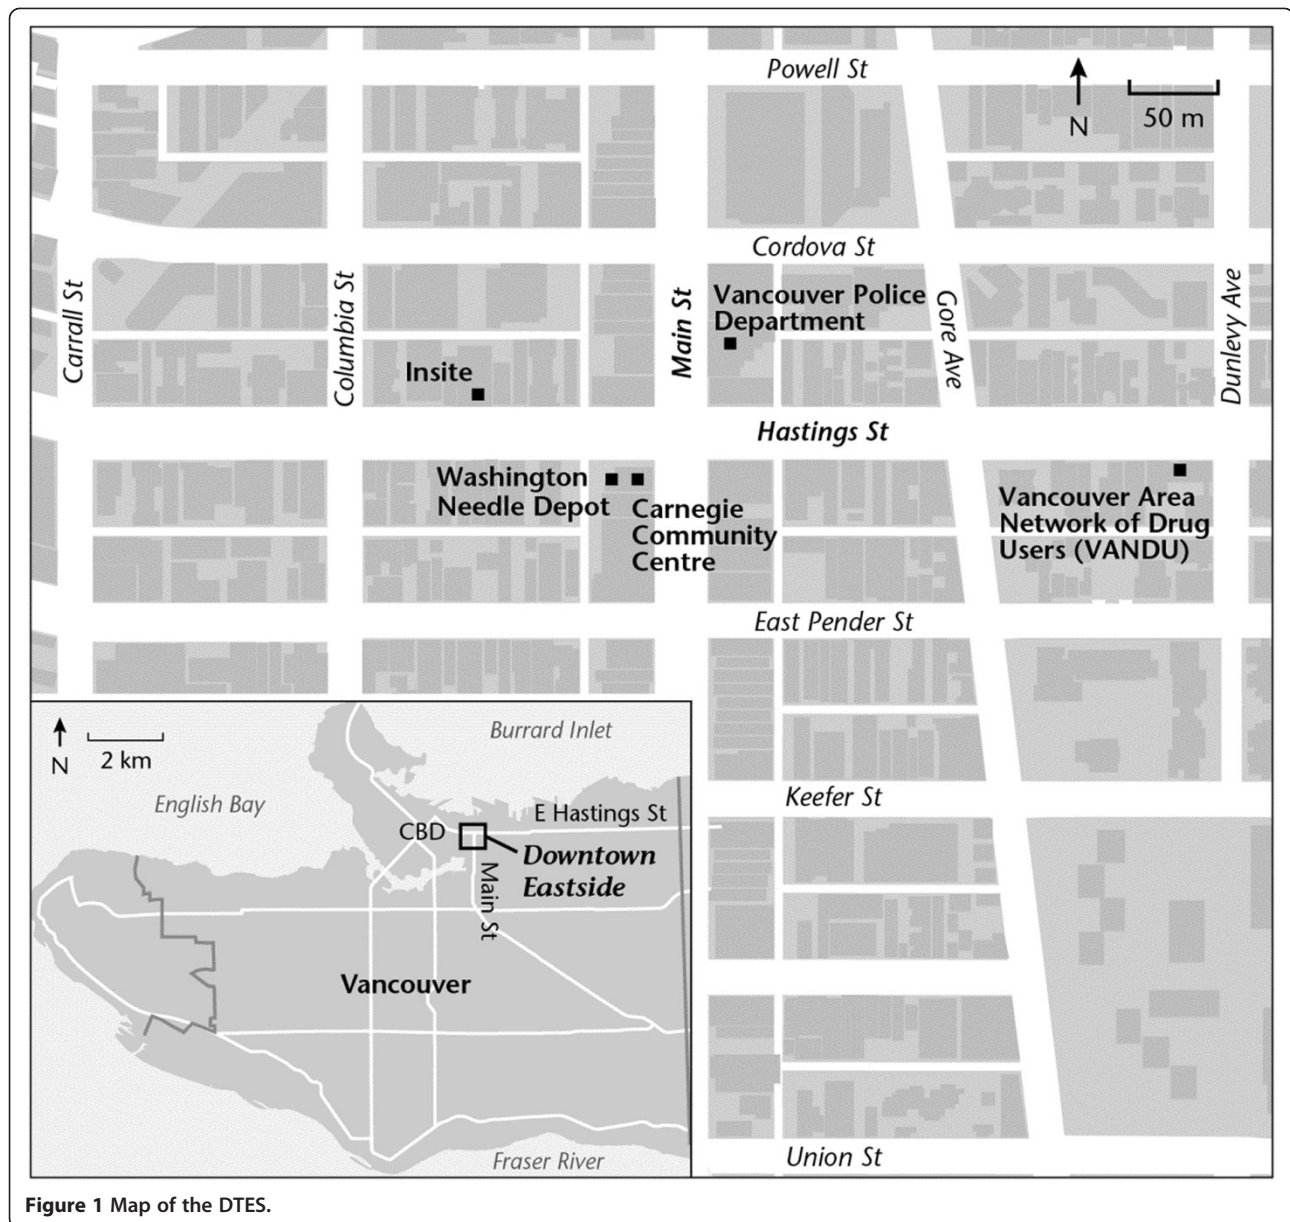 Powell St
N
50 m
Cordova St
Carrall St
Columbia St
Main St
Vancouver Police
Department
Gore Ave
Dunlevy Ave
Insite
Hastings St
Washington
Needle Depot
Carnegie
Community
Centre
Vancouver Area
Network of Drug
Users (VANDU)
East Pender St
Keefer St
Union St
N
2 km
Burrard Inlet
English Bay
E Hastings St
CBD
Downtown
Eastside
Main St
Vancouver
Fraser River
Figure 1 Map of the DTES.